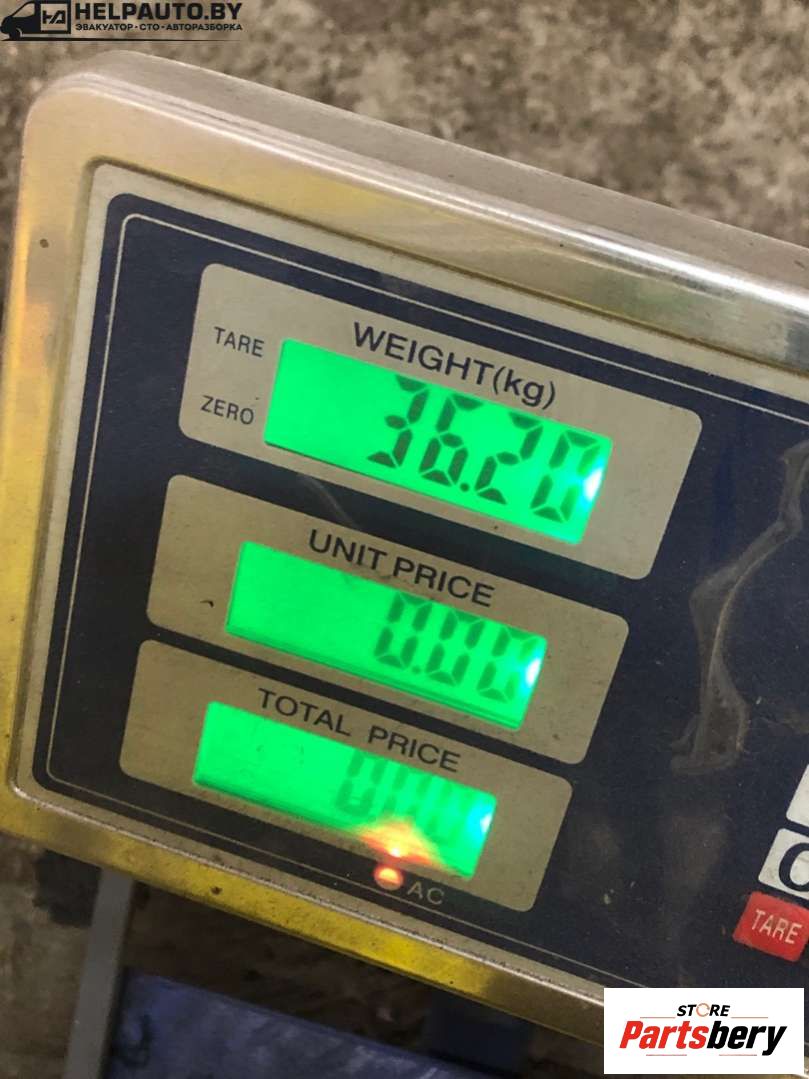 HELPAUTO.BY
ЭВАКУАТОР·СТО·АВТОРАЗБОРКА
WEIGHT(kg)
TARE
ZERO
36.20
UNIT PRICE
0.00
TOTAL PRICE
AC
TARE
STORE
Partsbery